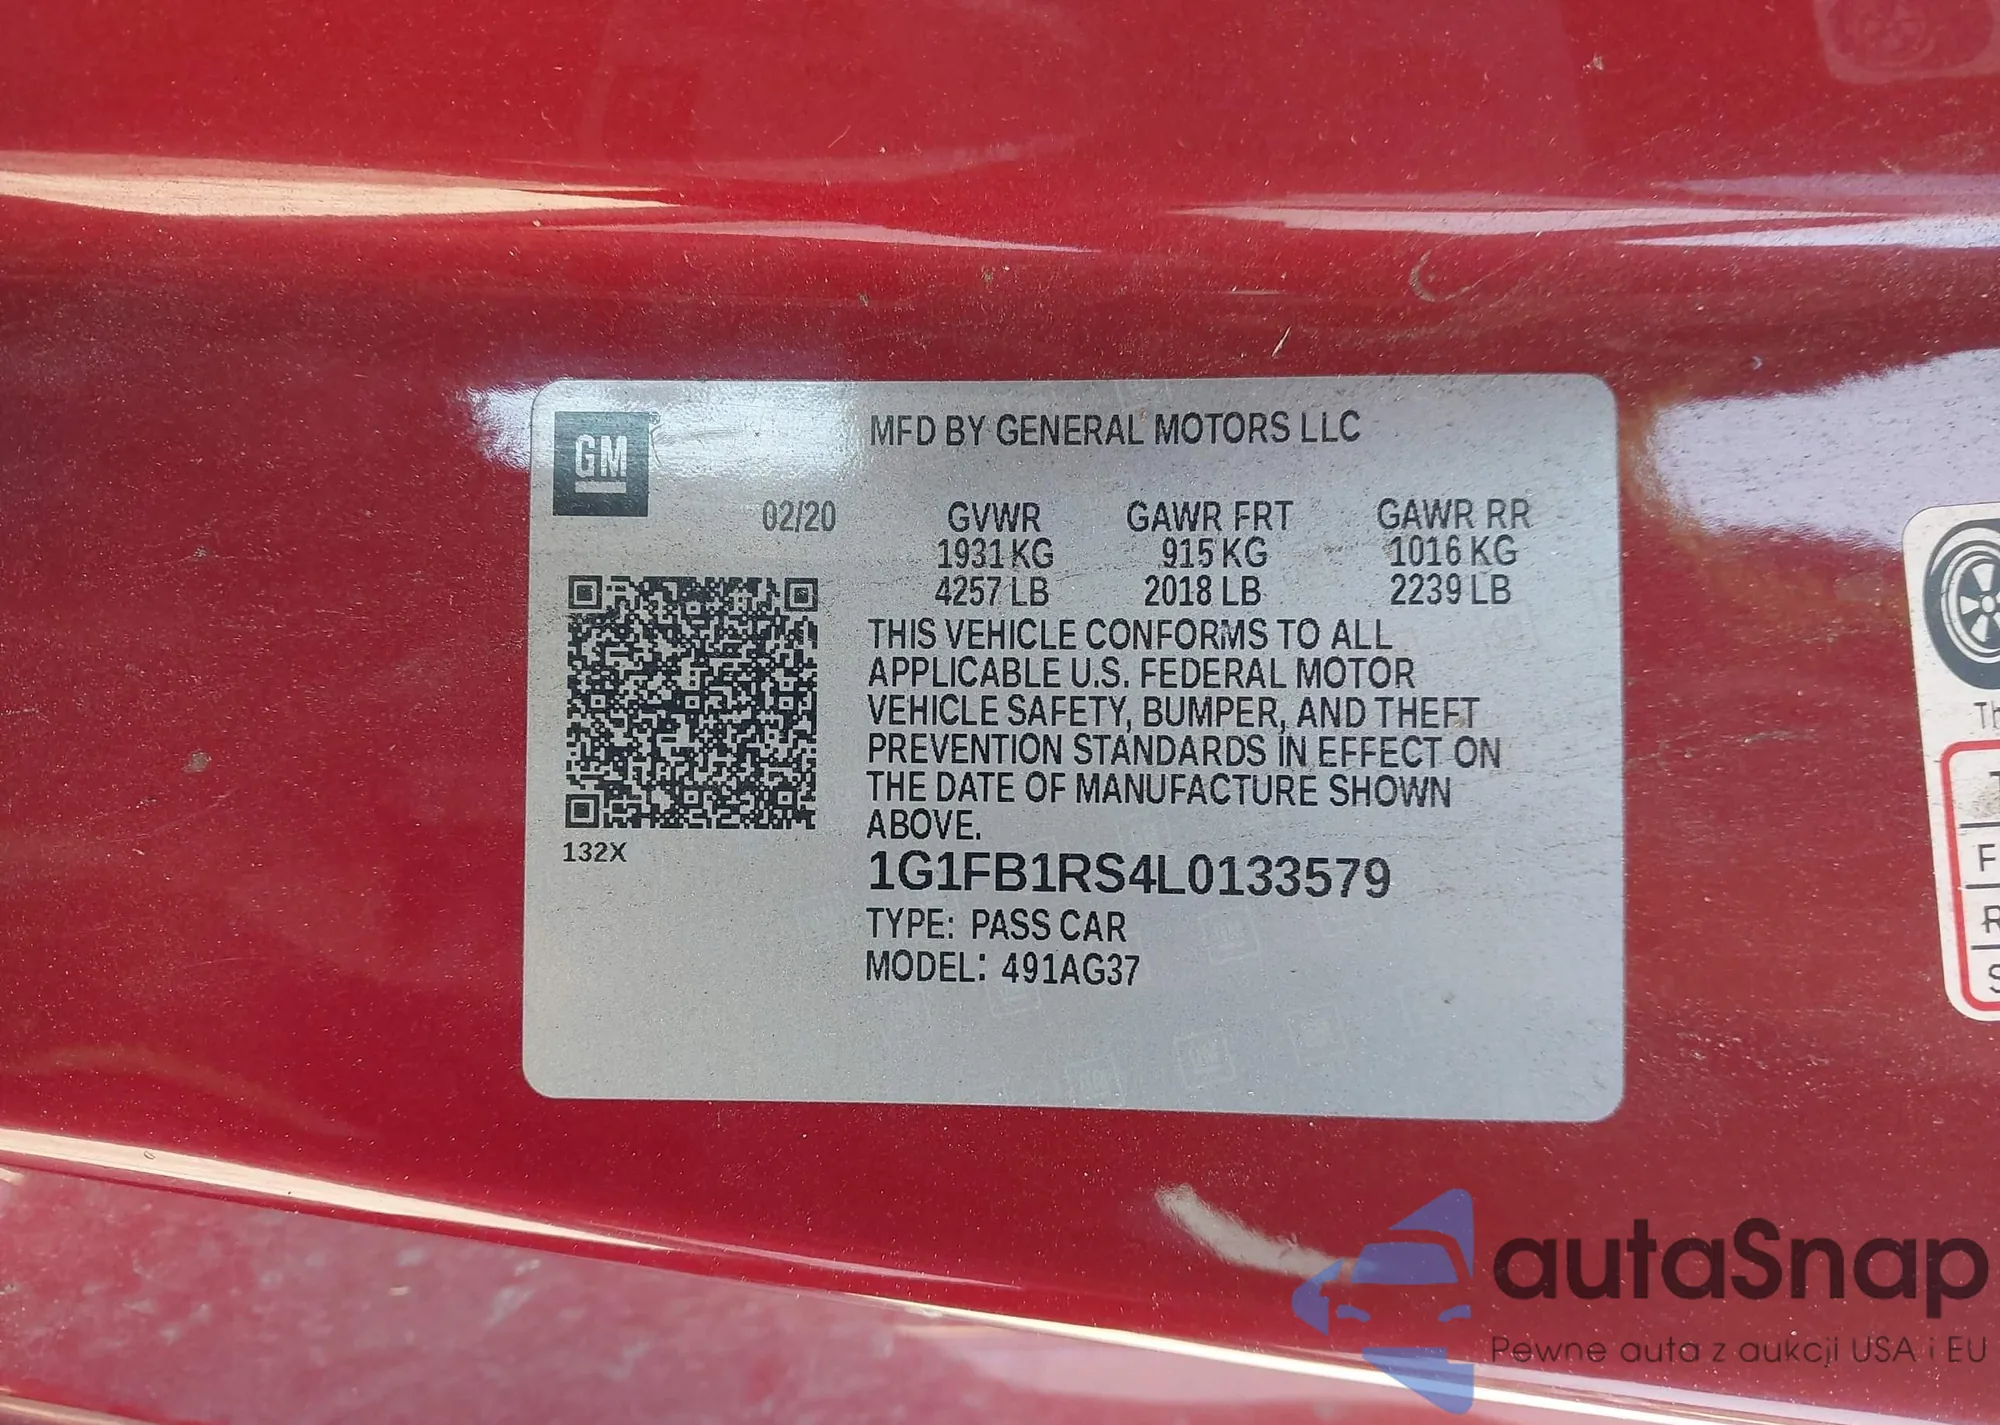 GM
MFD BY GENERAL MOTORS LLC
02/20 GVWR GAWR FRT GAWR RR
1931 KG 915 KG 1016 KG
4257 LB 2018 LB 2239 LB
THIS VEHICLE CONFORMS TO ALL
APPLICABLE U.S. FEDERAL MOTOR
VEHICLE SAFETY, BUMPER, AND THEFT
PREVENTION STANDARDS IN EFFECT ON
THE DATE OF MANUFACTURE SHOWN
ABOVE.
132X
1G1FB1RS4L0133579
TYPE: PASS CAR
MODEL: 491AG37
autaSnap
Pewne auta z aukcji USA i EU